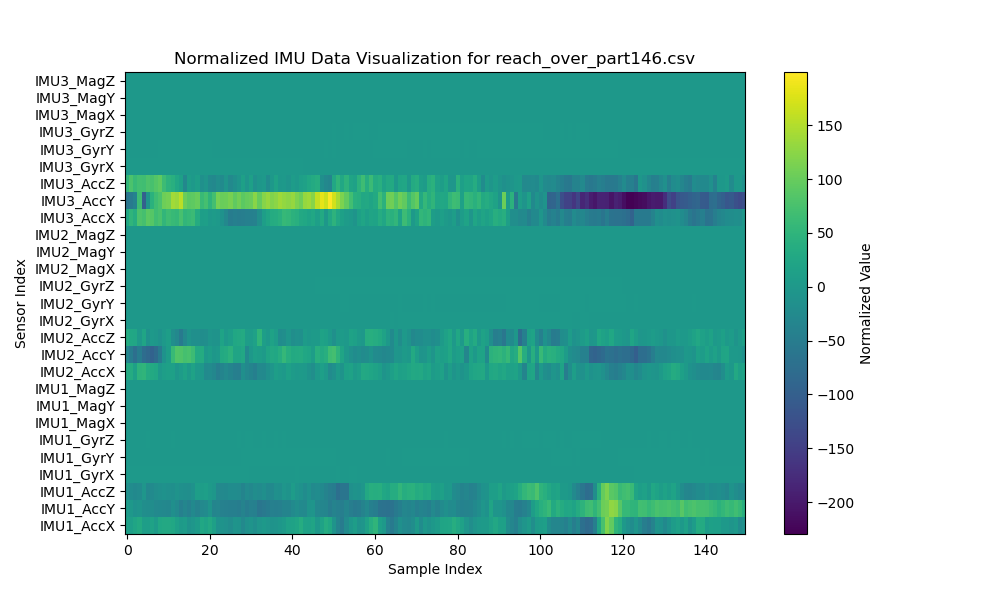 Normalized IMU Data Visualization for reach_over_part146.csv
IMU3_MagZ
IMU3_MagY
IMU3_MagX
IMU3_GyrZ
IMU3_GyrY
IMU3_GyrX
IMU3_AccZ
IMU3_AccY
IMU3_AccX
IMU2_MagZ
IMU2_MagY
IMU2_MagX
IMU2_GyrZ
IMU2_GyrY
IMU2_GyrX
IMU2_AccZ
IMU2_AccY
IMU2_AccX
IMU1_MagZ
IMU1_MagY
IMU1_MagX
IMU1_GyrZ
IMU1_GyrY
IMU1_GyrX
IMU1_AccZ
IMU1_AccY
IMU1_AccX
Sensor Index
0 20 40 60 80 100 120 140
Sample Index
150
100
50
0
−50
−100
−150
−200
Normalized Value